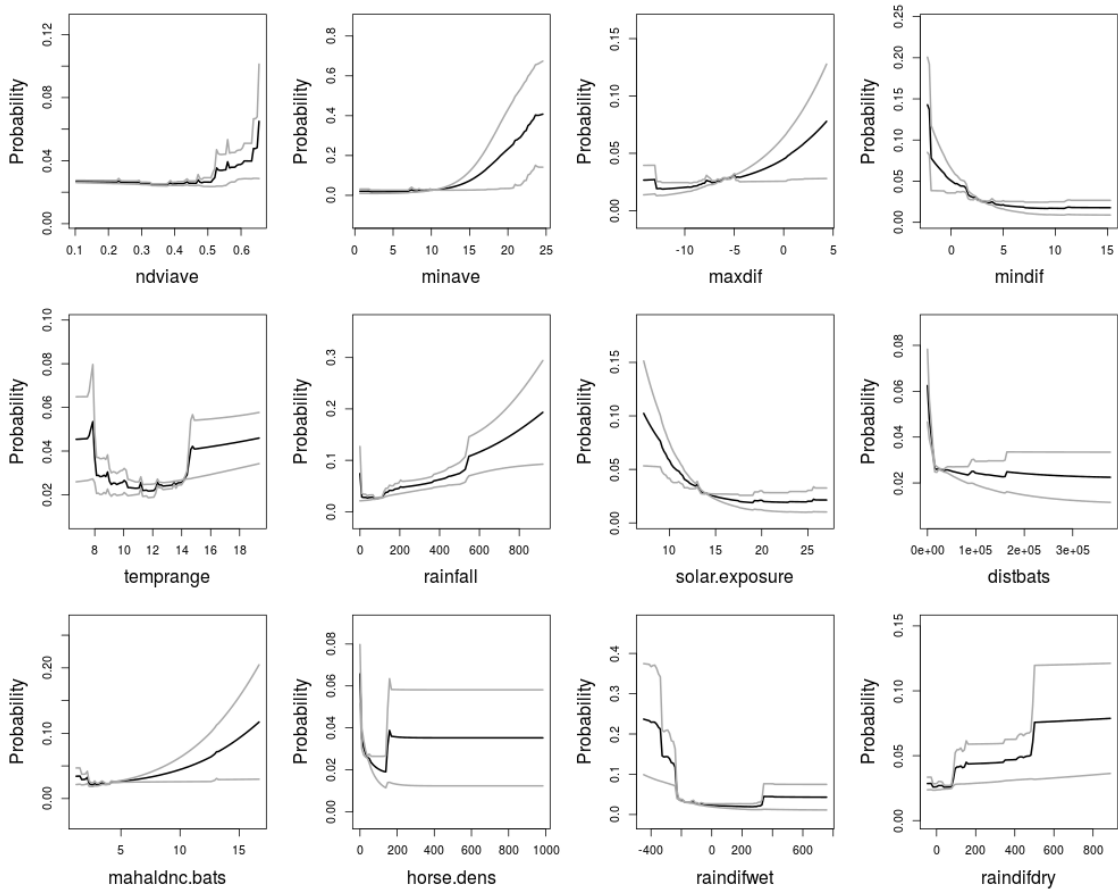 Probability
0.00 0.04 0.08 0.12
0.1 0.2 0.3 0.4 0.5 0.6
ndviave
Probability
0.0 0.2 0.4 0.6 0.8
0 5 10 15 20 25
minave
Probability
0.00 0.05 0.10 0.15
-10 -5 0 5
maxdif
Probability
0.00 0.05 0.10 0.15 0.20 0.25
0 5 10 15
mindif
Probability
0.02 0.04 0.06 0.08 0.10
8 10 12 14 16 18
temprange
Probability
0.0 0.1 0.2 0.3
0 200 400 600 800
rainfall
Probability
0.00 0.05 0.10 0.15
10 15 20 25
solar.exposure
Probability
0.02 0.04 0.06 0.08
0e+00 1e+05 2e+05 3e+05
distbats
Probability
0.00 0.10 0.20
5 10 15
mahaldnc.bats
Probability
0.00 0.02 0.04 0.06 0.08
0 200 400 600 800 1000
horse.dens
Probability
0.0 0.1 0.2 0.3 0.4
-400 0 200 400 600
raindifwet
Probability
0.00 0.05 0.10 0.15
0 200 400 600 800
raindifdry